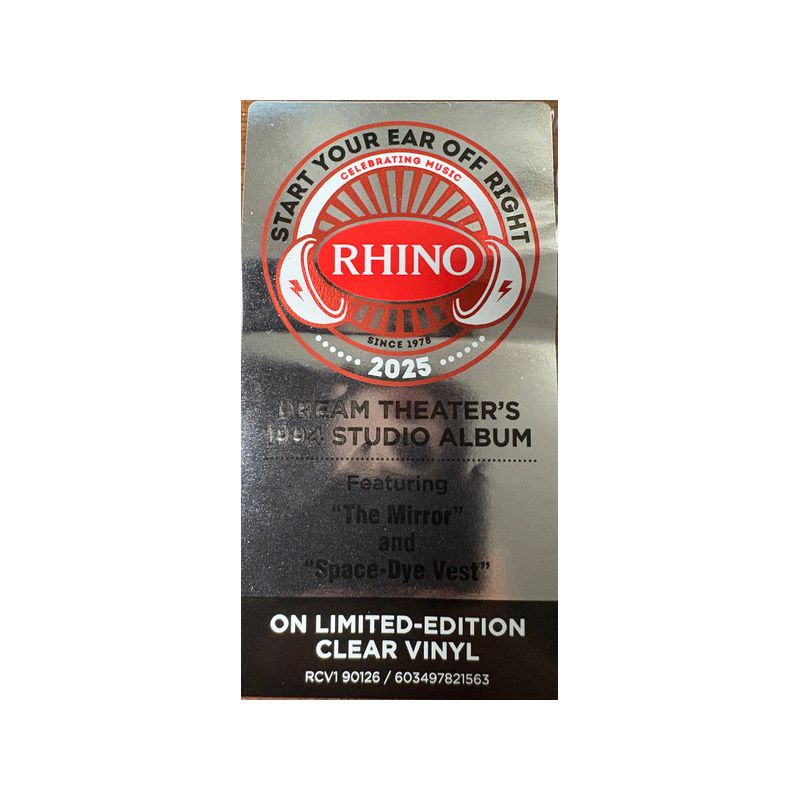 START YOUR EAR OFF RIGHT
CELEBRATING MUSIC
RHINO
SINCE 1978
2025
DREAM THEATER'S
1994 STUDIO ALBUM
Featuring
"The Mirror"
and
"Space-Dye Vest"
ON LIMITED-EDITION
CLEAR VINYL
RCV1 90126 / 603497821563